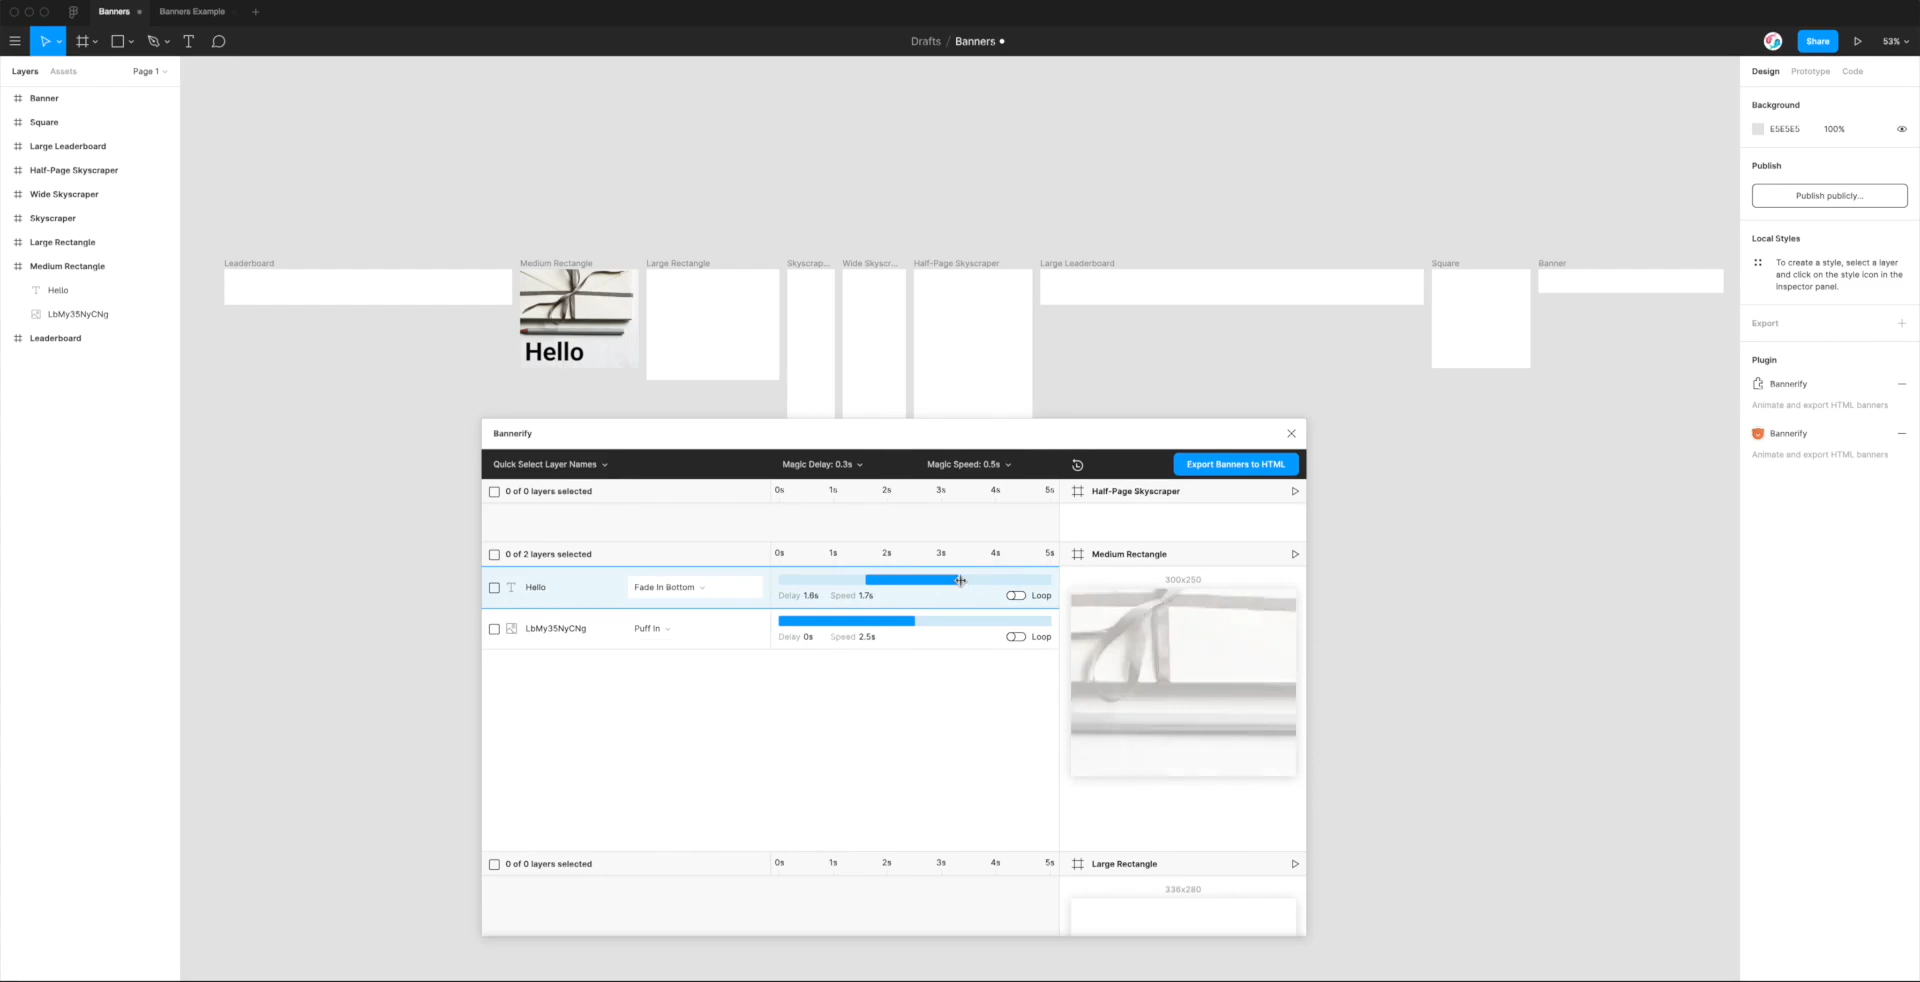 Banners
Banners Example
Drafts / Banners
Share
53%
Layers
Assets
Page 1
Banner
Square
Large Leaderboard
Half-Page Skyscraper
Wide Skyscraper
Skyscraper
Large Rectangle
Medium Rectangle
Hello
LbMy35NyCNg
Leaderboard
Leaderboard
Medium Rectangle
Large Rectangle
Skyscrap...
Wide Skyscr...
Half-Page Skyscraper
Large Leaderboard
Square
Banner
Hello
Bannerify
Quick Select Layer Names
Magic Delay: 0.3s
Magic Speed: 0.5s
Export Banners to HTML
0 of 0 layers selected
0s 1s 2s 3s 4s 5s
Half-Page Skyscraper
0 of 2 layers selected
0s 1s 2s 3s 4s 5s
Medium Rectangle
Hello
Fade In Bottom
Delay 1.6s Speed 1.7s
Loop
LbMy35NyCNg
Puff In
Delay 0s Speed 2.5s
Loop
300x250
0 of 0 layers selected
0s 1s 2s 3s 4s 5s
Large Rectangle
336x280
Design
Prototype
Code
Background
E5E5E5 100%
Publish
Publish publicly...
Local Styles
To create a style, select a layer
and click on the style icon in the
inspector panel.
Export
Plugin
Bannerify
Animate and export HTML banners
Bannerify
Animate and export HTML banners